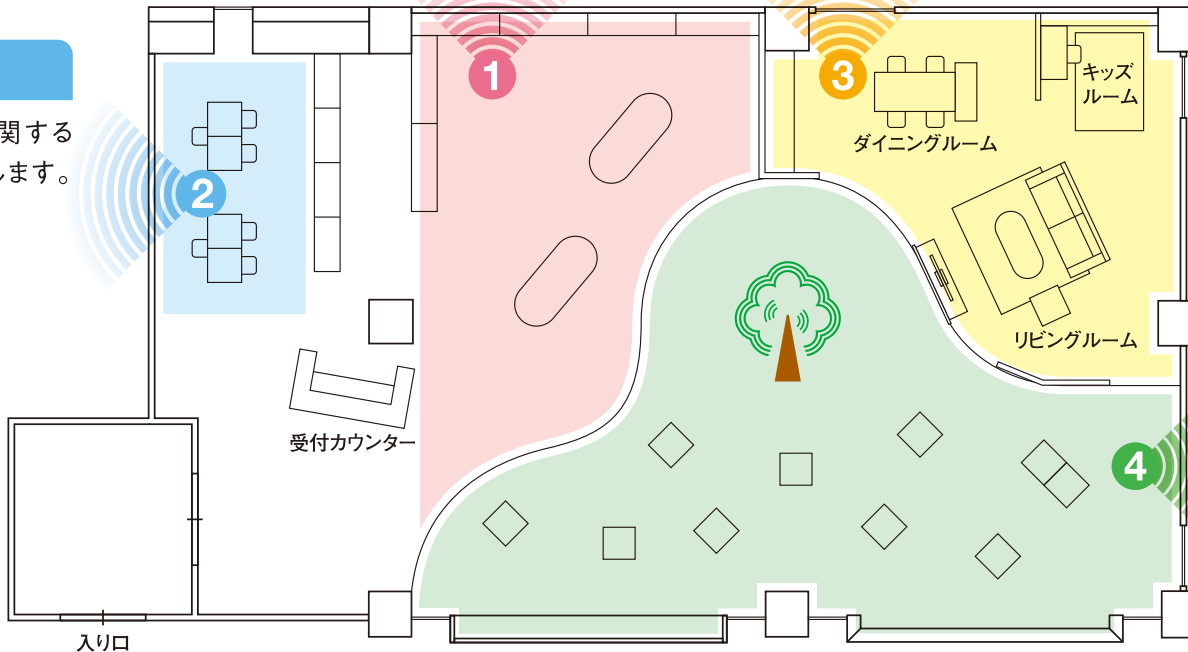 関する
します。
1
2
3
4
キッズ
ルーム
ダイニングルーム
リビングルーム
受付カウンター
入り口